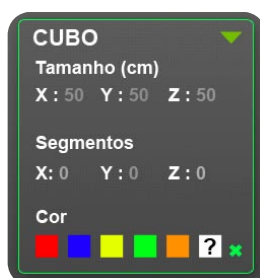 CUBO
Tamanho (cm)
X : 50 Y : 50 Z : 50
Segmentos
X: 0 Y : 0 Z : 0
Cor
?